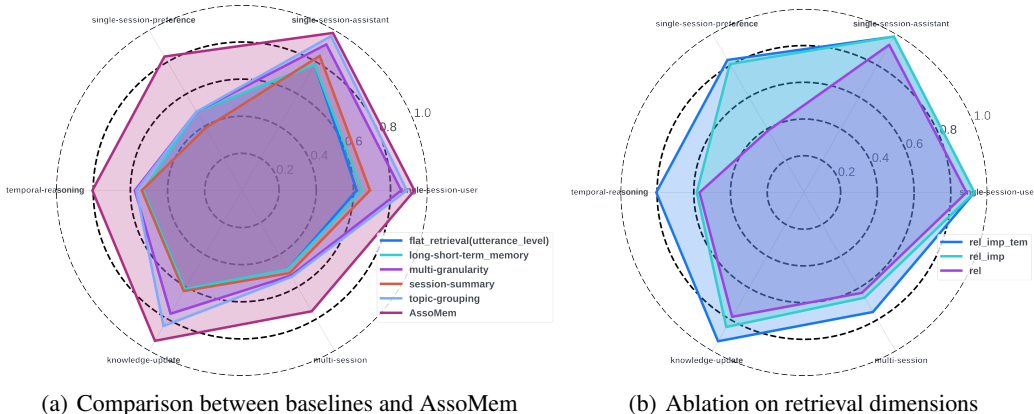 single-session-preference
single-session-assistant
1.0
0.8
0.6
0.4
0.2
temporal-reasoning
ngle-session-user
flat_retrieval(utterance_level)
long-short-term_memory
multi-granularity
session-summary
topic-grouping
AssoMem
knowledge-update
multi-session
(a) Comparison between baselines and AssoMem
single-session-preference
single-session-assistant
1.0
0.8
0.6
0.4
0.2
temporal-reasoning
single-session-use
rel_imp_tem
rel_imp
rel
knowledge-update
multi-session
(b) Ablation on retrieval dimensions